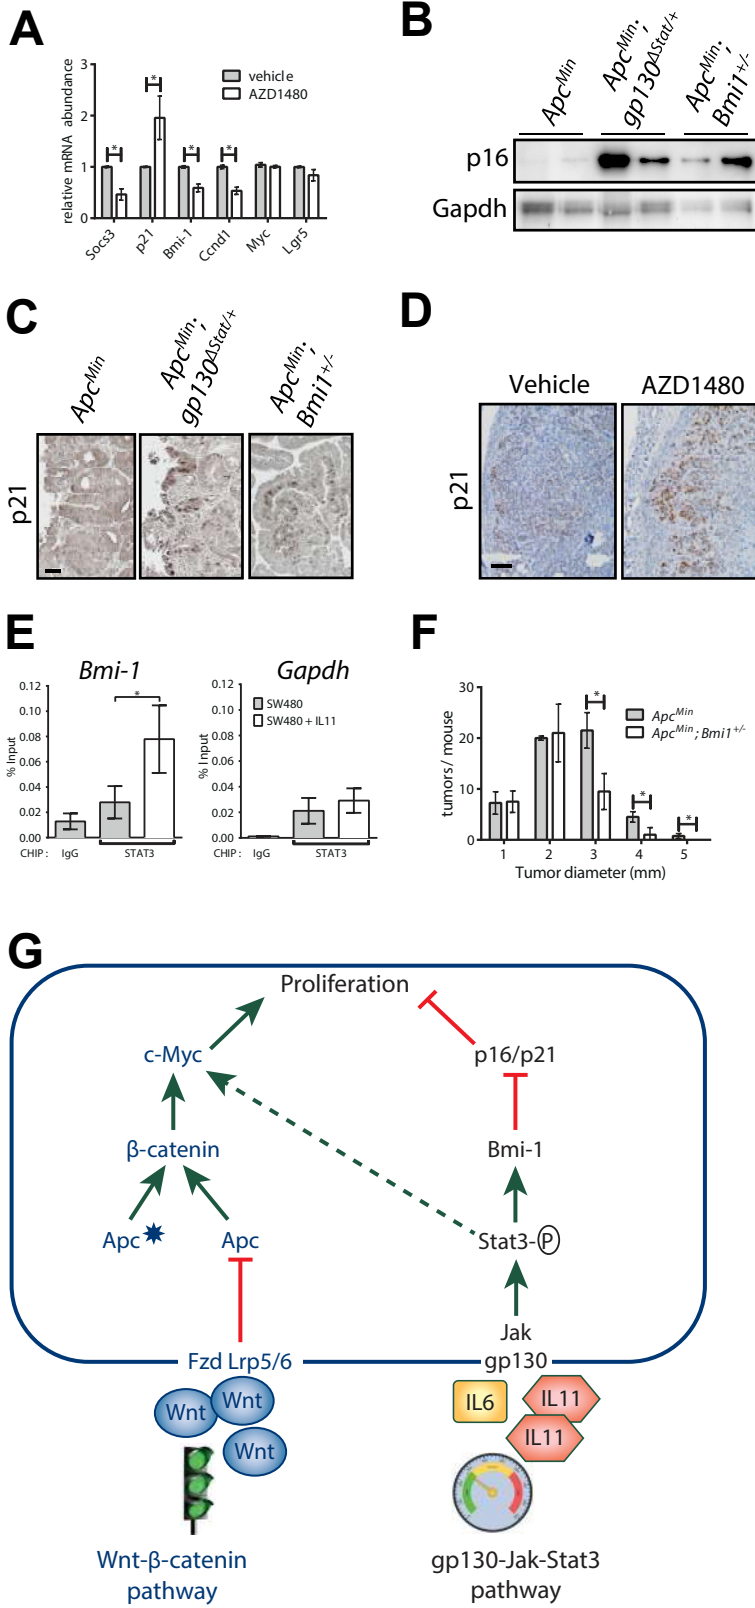 A
relative mRNA abundance
3
2
1
0
*
*
*
*
vehicle
AZD1480
Socs3
p21
Bmi-1
Ccnd1
Myc
Lgr5
B
ApcMin
ApcMin;
gp130ΔStat/+
ApcMin;
Bmi1+/-
p16
Gapdh
C
ApcMin
ApcMin;
gp130ΔStat/+
ApcMin;
Bmi1+/-
p21
D
Vehicle
AZD1480
p21
E
Bmi-1
% Input
0.12
0.10
0.08
0.06
0.04
0.02
0.00
*
CHIP : IgG STAT3
Gapdh
% Input
0.12
0.10
0.08
0.06
0.04
0.02
0.00
SW480
SW480 + IL11
CHIP : IgG STAT3
F
tumors / mouse
30
20
10
0
*
*
*
ApcMin
ApcMin; Bmi1+/-
1 2 3 4 5
Tumor diameter (mm)
G
Proliferation
c-Myc
p16/p21
β-catenin
Bmi-1
Apc
Apc
Stat3-P
Jak
Fzd Lrp5/6
gp130
Wnt
Wnt
Wnt
IL6
IL11
IL11
Wnt-β-catenin
pathway
gp130-Jak-Stat3
pathway